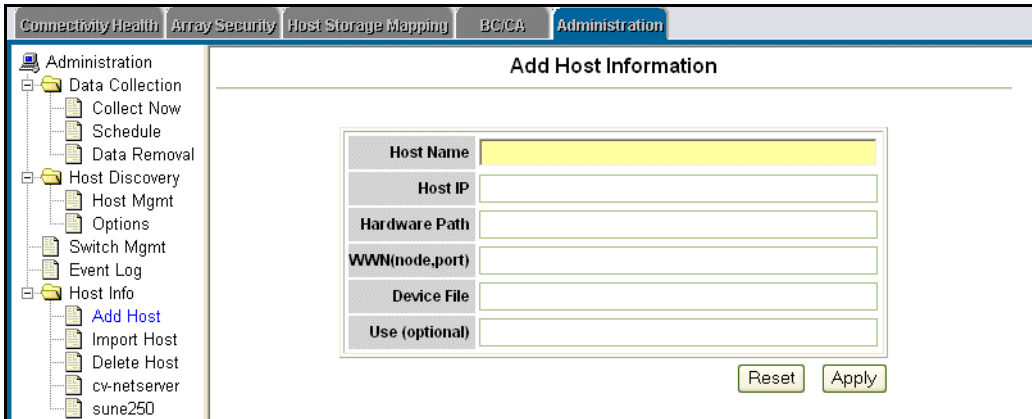 Connectivity Health Array Security Host Storage Mapping BC/CA Administration
Administration
Data Collection
Collect Now
Schedule
Data Removal
Host Discovery
Host Mgmt
Options
Switch Mgmt
Event Log
Host Info
Add Host
Import Host
Delete Host
cv-netserver
sune250
Add Host Information
Host Name
Host IP
Hardware Path
WWN(node,port)
Device File
Use (optional)
Reset Apply